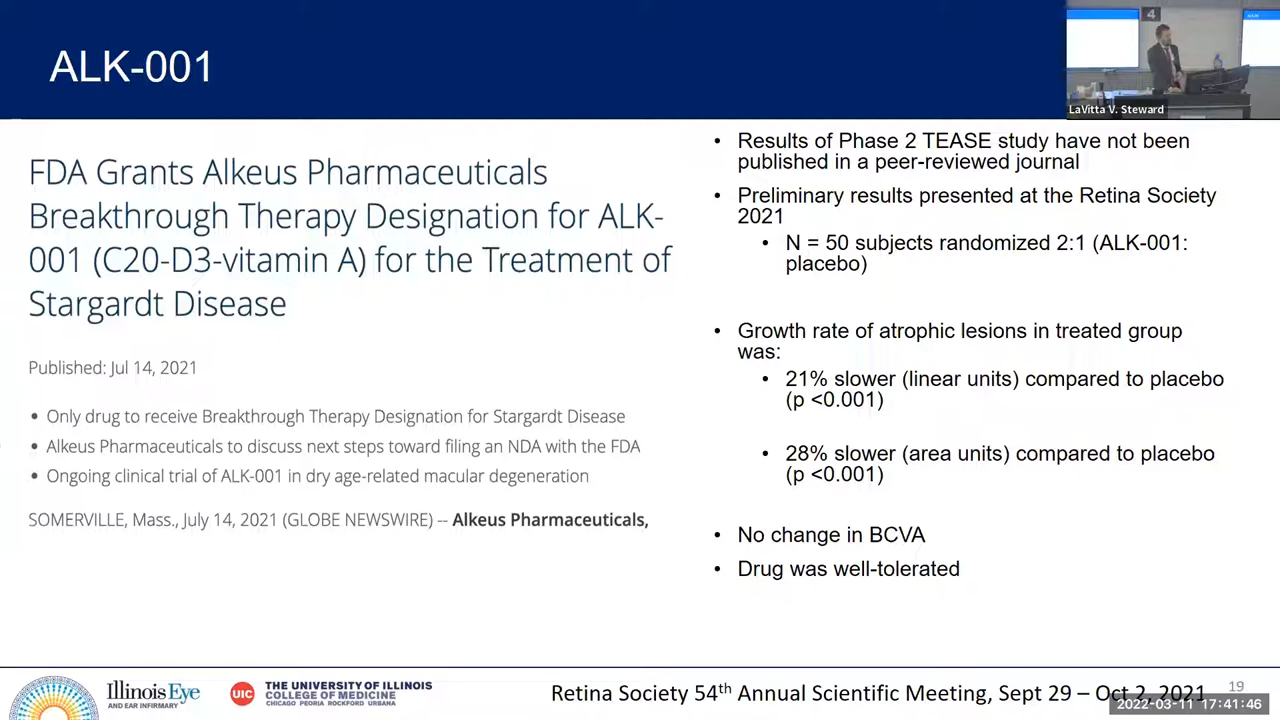 ALK-001
4
LaVitta V. Steward
FDA Grants Alkeus Pharmaceuticals
Breakthrough Therapy Designation for ALK-
001 (C20-D3-vitamin A) for the Treatment of
Stargardt Disease
Published: Jul 14, 2021
• Only drug to receive Breakthrough Therapy Designation for Stargardt Disease
• Alkeus Pharmaceuticals to discuss next steps toward filing an NDA with the FDA
• Ongoing clinical trial of ALK-001 in dry age-related macular degeneration
SOMERVILLE, Mass., July 14, 2021 (GLOBE NEWSWIRE) -- Alkeus Pharmaceuticals,
• Results of Phase 2 TEASE study have not been
published in a peer-reviewed journal
• Preliminary results presented at the Retina Society
2021
• N = 50 subjects randomized 2:1 (ALK-001:
placebo)
• Growth rate of atrophic lesions in treated group
was:
• 21% slower (linear units) compared to placebo
(p <0.001)
• 28% slower (area units) compared to placebo
(p <0.001)
• No change in BCVA
• Drug was well-tolerated
Illinois Eye
AND EAR INFIRMARY
UIC
THE UNIVERSITY OF ILLINOIS
COLLEGE OF MEDICINE
CHICAGO PEORIA ROCKFORD URBANA
Retina Society 54th Annual Scientific Meeting, Sept 29 – Oct 2, 2021
19
2022-03-11 17:41:46